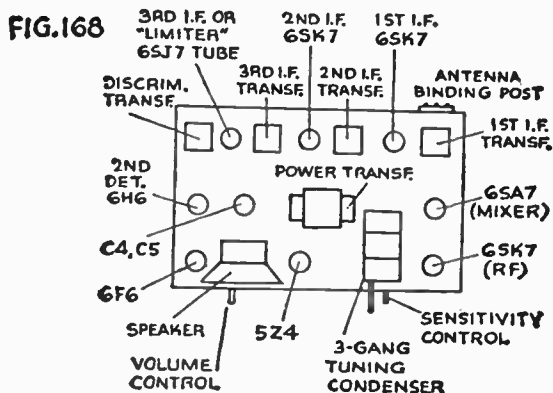 FIG.168
3RD I.F. OR
"LIMITER"
6SJ7 TUBE
2ND I.F.
6SK7
1ST I.F.
6SK7
DISCRIM.
TRANSF.
3RD I.F.
TRANSF.
2ND I.F.
TRANSF.
ANTENNA
BINDING POST
1ST I.F.
TRANSF.
2ND
DET.
6H6
POWER TRANSF.
6SA7
(MIXER)
C4, C5
6SK7
(RF)
6F6
SPEAKER
5Z4
SENSITIVITY
CONTROL
VOLUME
CONTROL
3-GANG
TUNING
CONDENSER